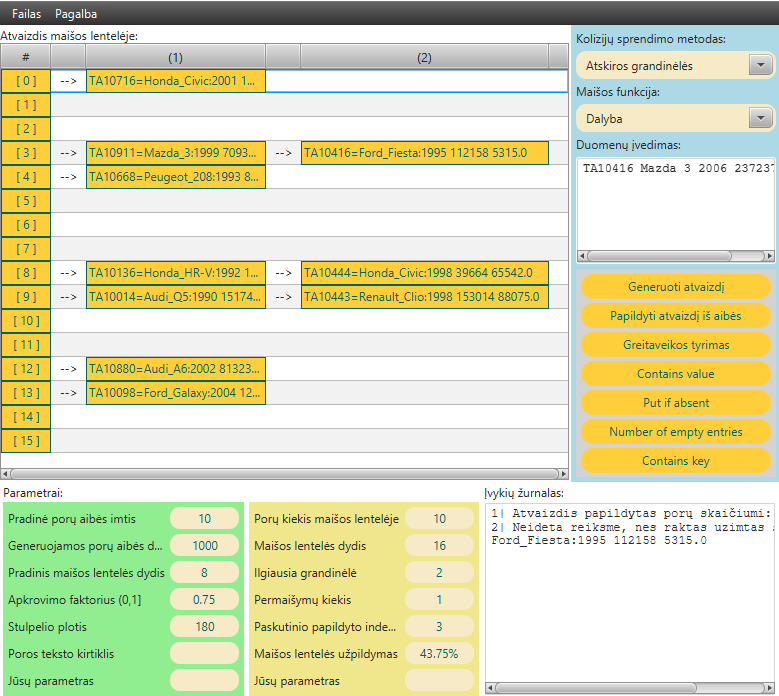 Failas Pagalba
Atvaizdis maišos lentelėje:
# (1) (2)
[ 0 ] --> TA10716=Honda_Civic:2001 1...
[ 1 ]
[ 2 ]
[ 3 ] --> TA10911=Mazda_3:1999 7093... --> TA10416=Ford_Fiesta:1995 112158 5315.0
[ 4 ] --> TA10668=Peugeot_208:1993 8...
[ 5 ]
[ 6 ]
[ 7 ]
[ 8 ] --> TA10136=Honda_HR-V:1992 1... --> TA10444=Honda_Civic:1998 39664 65542.0
[ 9 ] --> TA10014=Audi_Q5:1990 15174... --> TA10443=Renault_Clio:1998 153014 88075.0
[ 10 ]
[ 11 ]
[ 12 ] --> TA10880=Audi_A6:2002 81323...
[ 13 ] --> TA10098=Ford_Galaxy:2004 12...
[ 14 ]
[ 15 ]
Kolizijų sprendimo metodas:
Atskiros grandinėlės
Maišos funkcija:
Dalyba
Duomenų įvedimas:
TA10416 Mazda 3 2006 237237
Generuoti atvaizdį
Papildyti atvaizdį iš aibės
Greitaveikos tyrimas
Contains value
Put if absent
Number of empty entries
Contains key
Parametrai:
Pradinė porų aibės imtis 10
Generuojamos porų aibės d... 1000
Pradinis maišos lentelės dydis 8
Apkrovimo faktorius (0,1] 0.75
Stulpelio plotis 180
Poros teksto kirtiklis
Jūsų parametras
Porų kiekis maišos lentelėje 10
Maišos lentelės dydis 16
Ilgiausia grandinėlė 2
Permaišymų kiekis 1
Paskutinio papildyto inde... 3
Maišos lentelės užpildymas 43.75%
Jūsų parametras
Įvykių žurnalas:
1| Atvaizdis papildytas porų skaičiumi:
2| Neideta reiksme, nes raktas uzimtas
Ford_Fiesta:1995 112158 5315.0